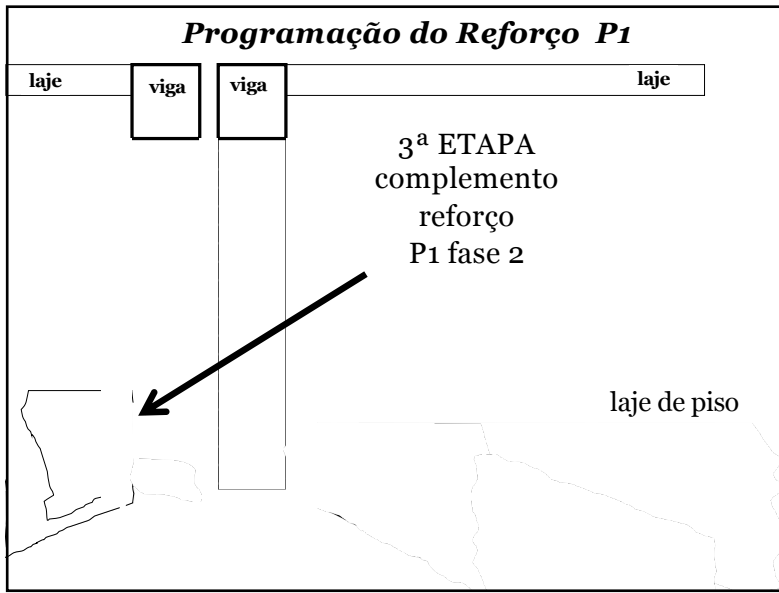 Programação do Reforço P1
laje
viga
viga
laje
3ª ETAPA
complemento
reforço
P1 fase 2
laje de piso